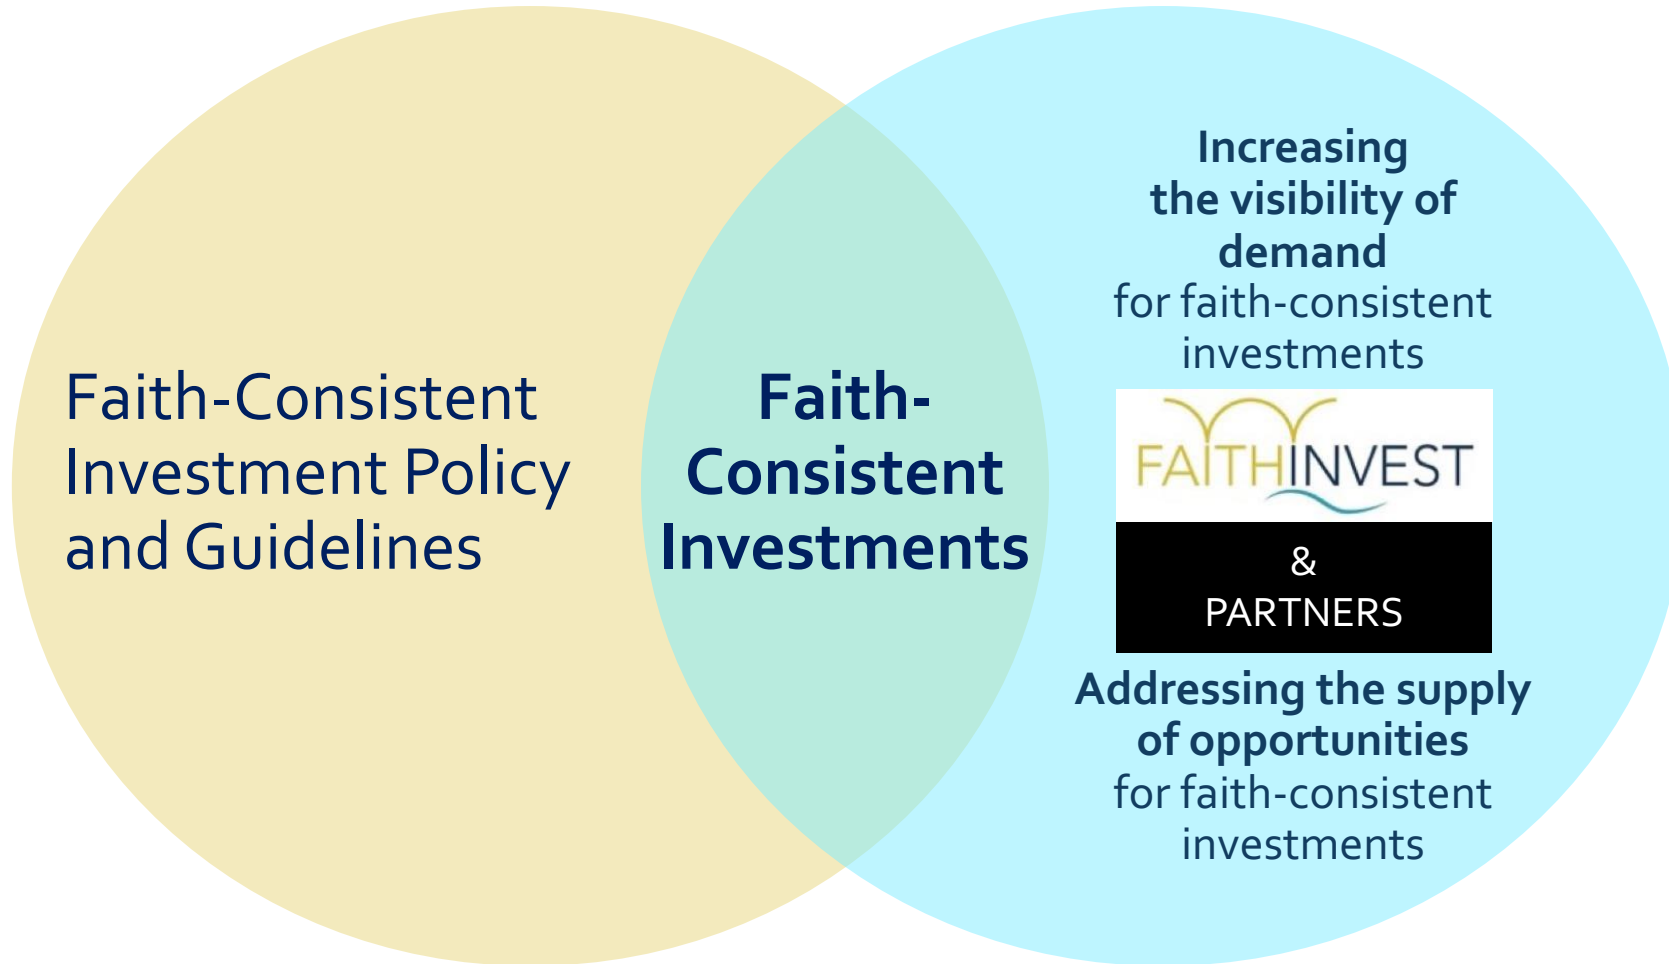 Faith-Consistent
Investment Policy
and Guidelines
Faith-
Consistent
Investments
Increasing
the visibility of
demand
for faith-consistent
investments
FAITHINVEST
&
PARTNERS
Addressing the supply
of opportunities
for faith-consistent
investments